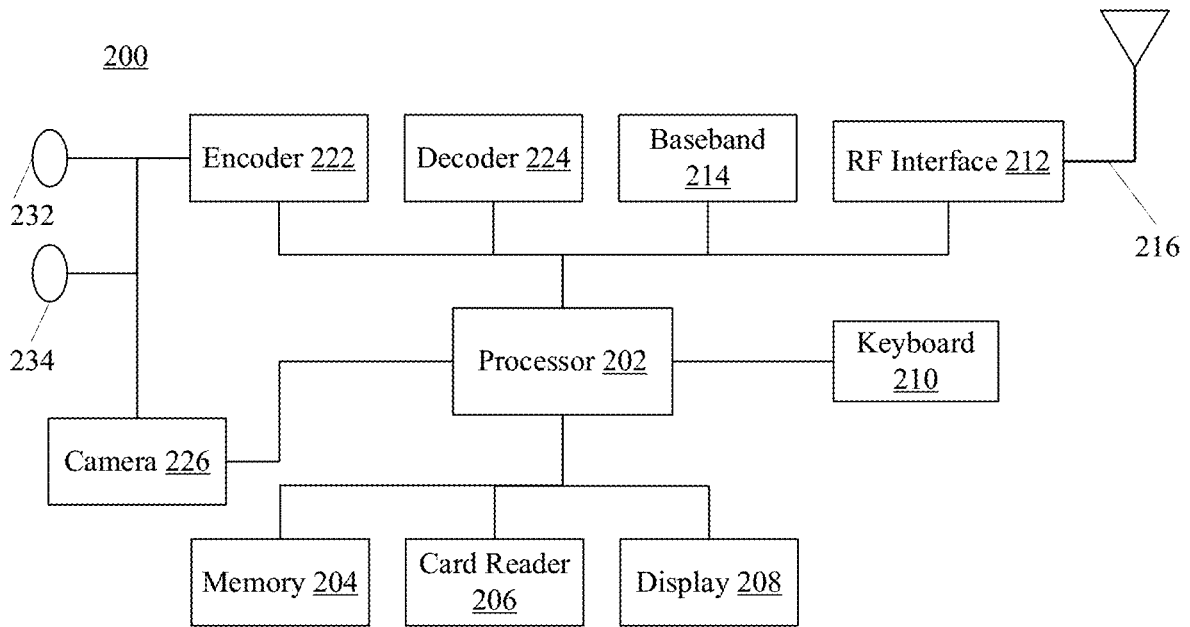 200
Encoder 222
Decoder 224
Baseband
214
RF Interface 212
232
216
234
Processor 202
Keyboard
210
Camera 226
Memory 204
Card Reader
206
Display 208